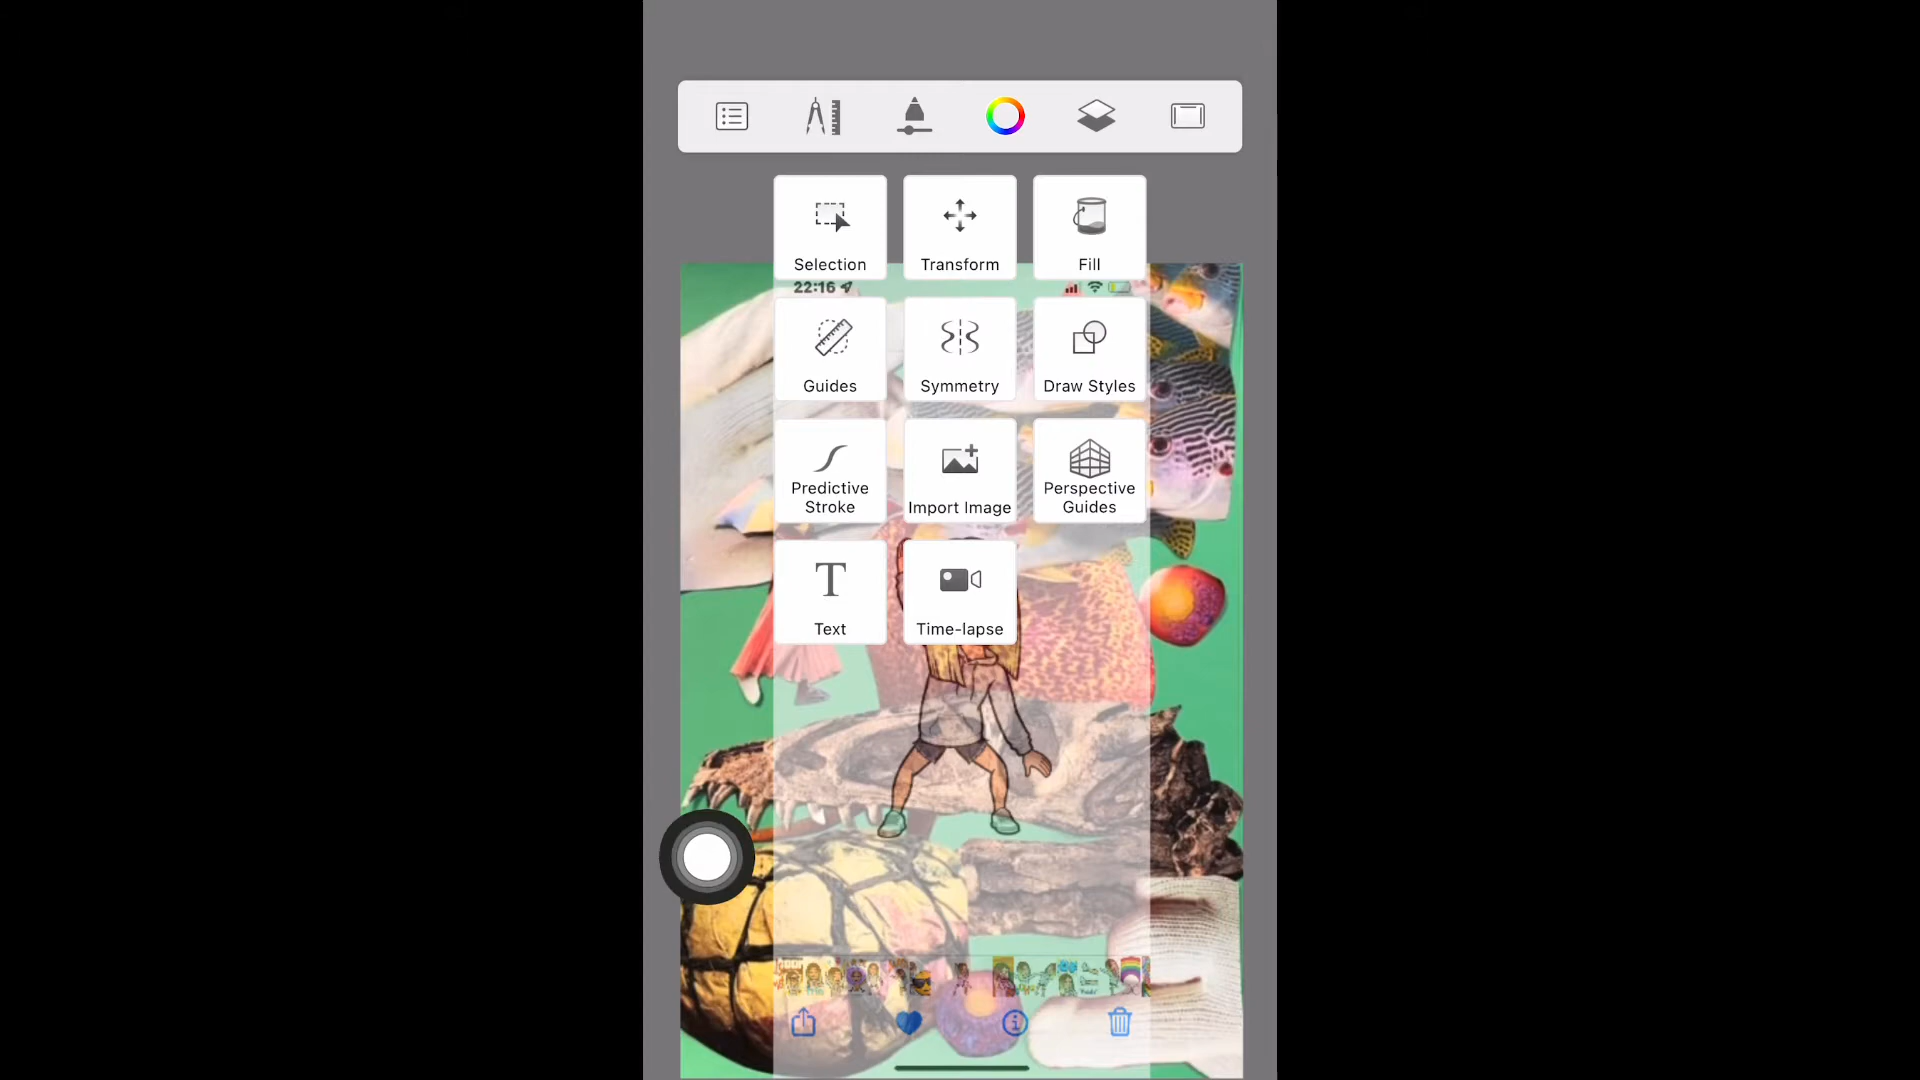 Selection
Transform
Fill
22:16
Guides
Symmetry
Draw Styles
Predictive
Stroke
Import Image
Perspective
Guides
Text
Time-lapse